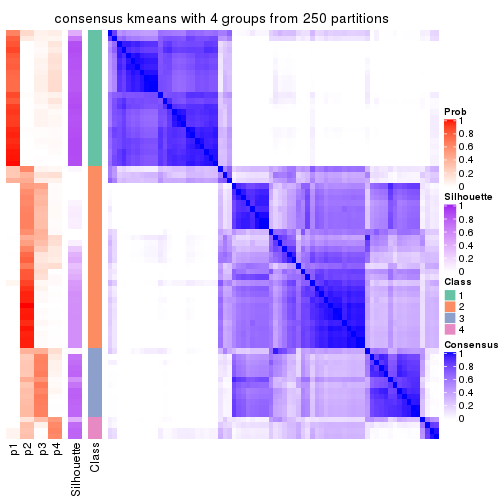 consensus kmeans with 4 groups from 250 partitions
Prob
1
0.8
0.6
0.4
0.2
0
Silhouette
1
0.8
0.6
0.4
0.2
0
Class
1
2
3
4
Consensus
1
0.8
0.6
0.4
0.2
0
p1
p2
p3
p4
Silhouette
Class